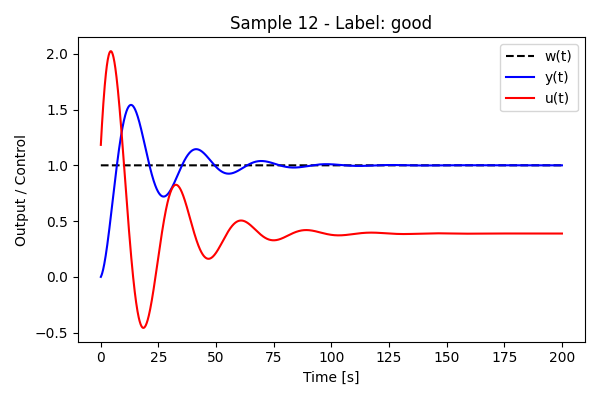 Sample 12 - Label: good
w(t)
y(t)
u(t)
Output / Control
2.0
1.5
1.0
0.5
0.0
−0.5
0 25 50 75 100 125 150 175 200
Time [s]